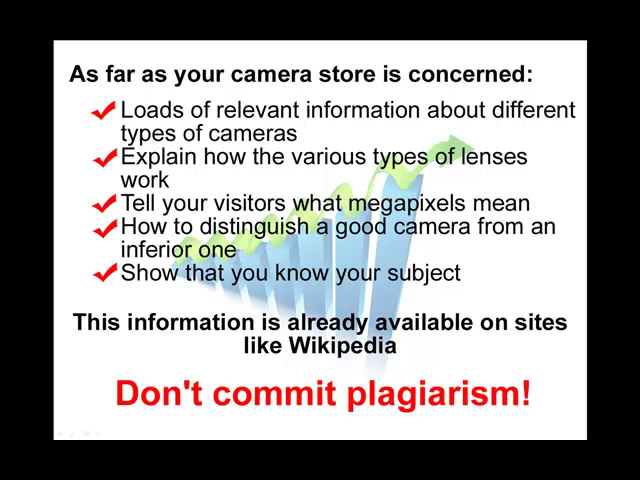 As far as your camera store is concerned:
Loads of relevant information about different
types of cameras
Explain how the various types of lenses
work
Tell your visitors what megapixels mean
How to distinguish a good camera from an
inferior one
Show that you know your subject
This information is already available on sites
like Wikipedia
Don't commit plagiarism!